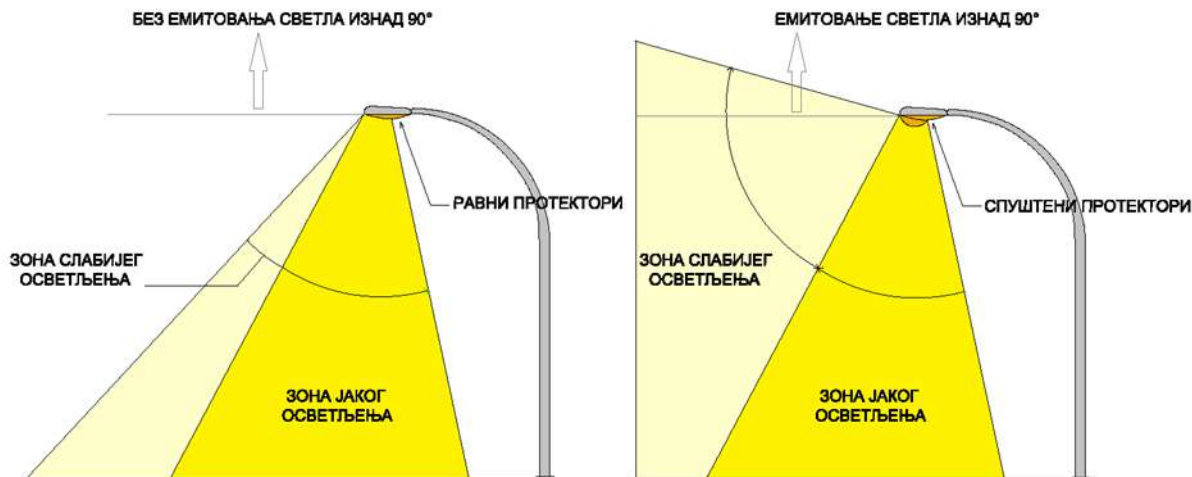 БЕЗ ЕМИТОВАЊА СВЕТЛА ИЗНАД 90°
РАВНИ ПРОТЕКТОРИ
ЗОНА СЛАБИЈЕГ
ОСВЕТЉЕЊА
ЗОНА ЈАКОГ
ОСВЕТЉЕЊА
ЕМИТОВАЊЕ СВЕТЛА ИЗНАД 90°
СПУШТЕНИ ПРОТЕКТОРИ
ЗОНА СЛАБИЈЕГ
ОСВЕТЉЕЊА
ЗОНА ЈАКОГ
ОСВЕТЉЕЊА